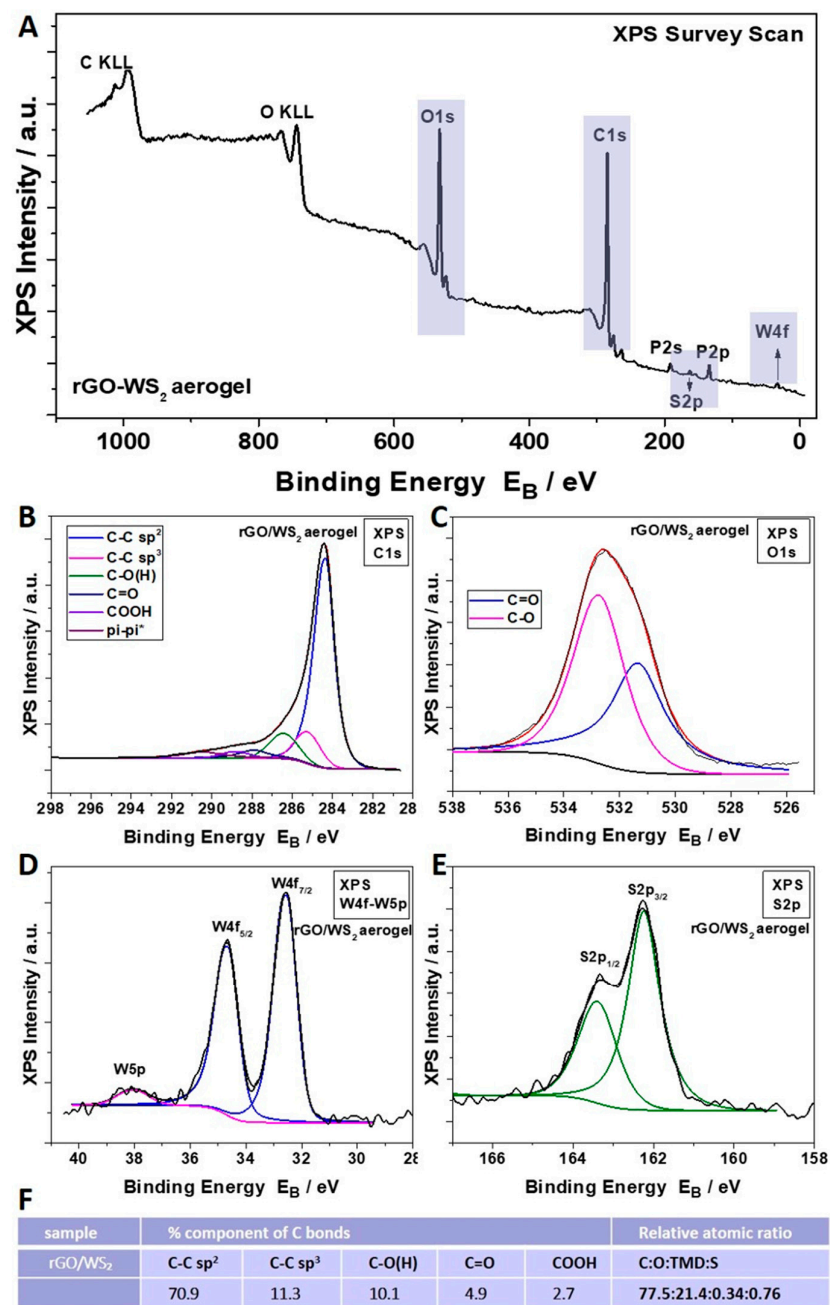 A
XPS Survey Scan
C KLL
O KLL
O1s
C1s
P2s
P2p
S2p
W4f
XPS Intensity / a.u.
rGO-WS₂ aerogel
1000 800 600 400 200 0
Binding Energy E_B / eV
B
rGO/WS₂ aerogel
XPS
C1s
C-C sp²
C-C sp³
C-O(H)
C=O
COOH
pi-pi*
XPS Intensity / a.u.
298 296 294 292 290 288 286 284 28
Binding Energy E_B / eV
C
rGO/WS₂ aerogel
XPS
O1s
C=O
C-O
XPS Intensity / a.u.
538 536 534 532 530 528 526
Binding Energy E_B / eV
D
XPS
W4f-W5p
W4f₇/₂
W4f₅/₂
rGO/WS₂ aerogel
W5p
XPS Intensity / a.u.
40 38 36 34 32 30 28
Binding Energy E_B / eV
E
XPS
S2p
S2p₃/₂
rGO/WS₂ aerogel
S2p₁/₂
XPS Intensity / a.u.
166 164 162 160 158
Binding Energy E_B / eV
F
sample % component of C bonds Relative atomic ratio
rGO/WS₂ C-C sp² C-C sp³ C-O(H) C=O COOH C:O:TMD:S
70.9 11.3 10.1 4.9 2.7 77.5:21.4:0.34:0.76